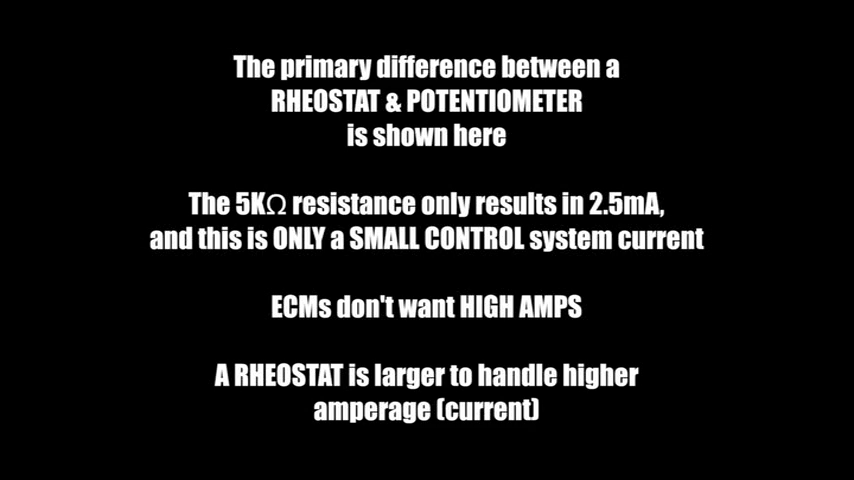 The primary difference between a
RHEOSTAT & POTENTIOMETER
is shown here
The 5KΩ resistance only results in 2.5mA,
and this is ONLY a SMALL CONTROL system current
ECMs don't want HIGH AMPS
A RHEOSTAT is larger to handle higher
amperage (current)